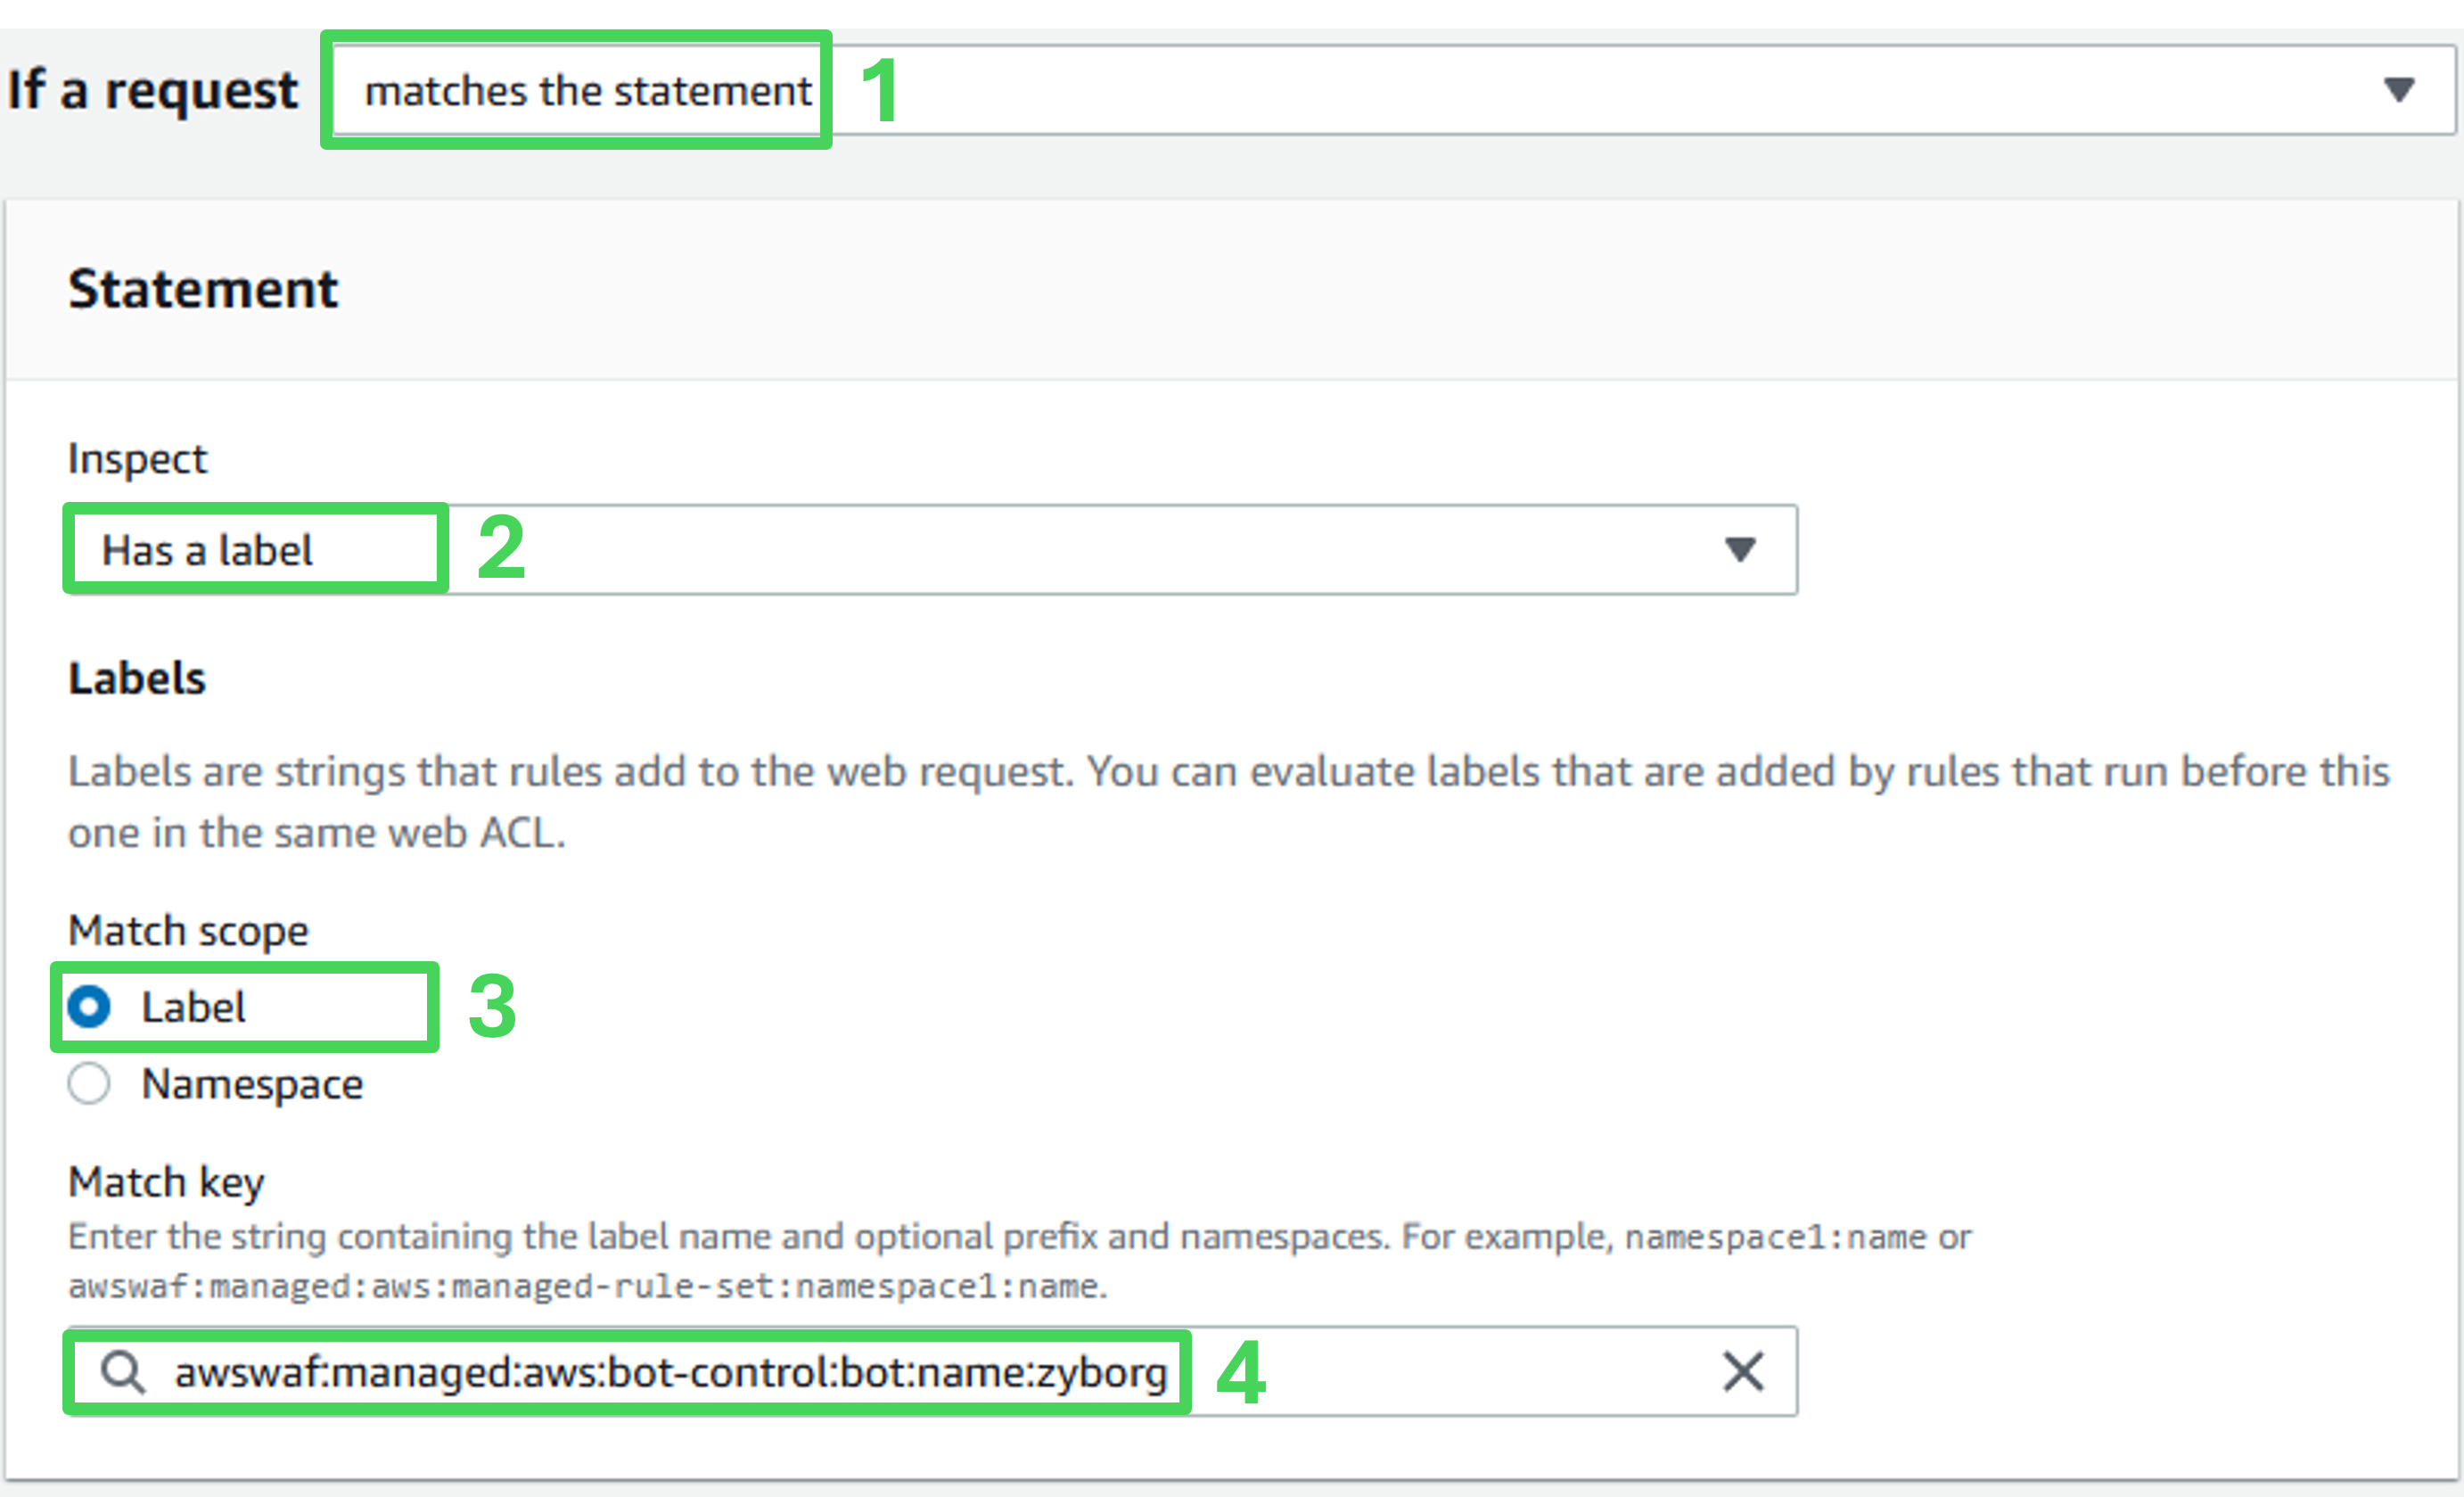 If a request matches the statement 1
Statement
Inspect
Has a label 2
Labels
Labels are strings that rules add to the web request. You can evaluate labels that are added by rules that run before this
one in the same web ACL.
Match scope
Label 3
Namespace
Match key
Enter the string containing the label name and optional prefix and namespaces. For example, namespace1:name or
awswaf:managed:aws:managed-rule-set:namespace1:name.
awswaf:managed:aws:bot-control:bot:name:zyborg 4